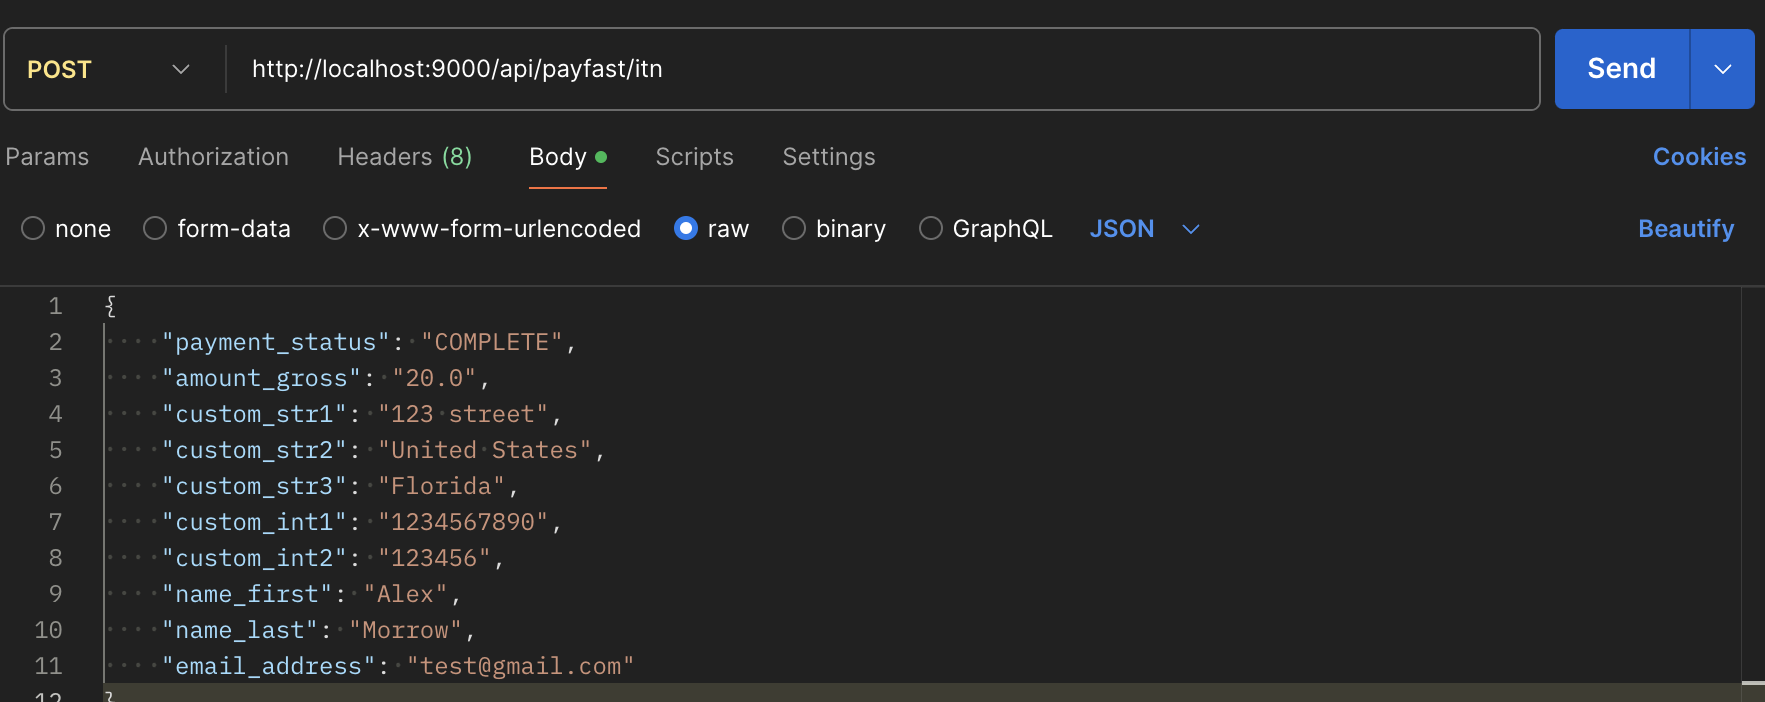 POST http://localhost:9000/api/payfast/itn Send
Params Authorization Headers (8) Body Scripts Settings Cookies
none form-data x-www-form-urlencoded raw binary GraphQL JSON Beautify
1 {
2 "payment_status": "COMPLETE",
3 "amount_gross": "20.0",
4 "custom_str1": "123 street",
5 "custom_str2": "United States",
6 "custom_str3": "Florida",
7 "custom_int1": "1234567890",
8 "custom_int2": "123456",
9 "name_first": "Alex",
10 "name_last": "Morrow",
11 "email_address": "test@gmail.com"
12 }